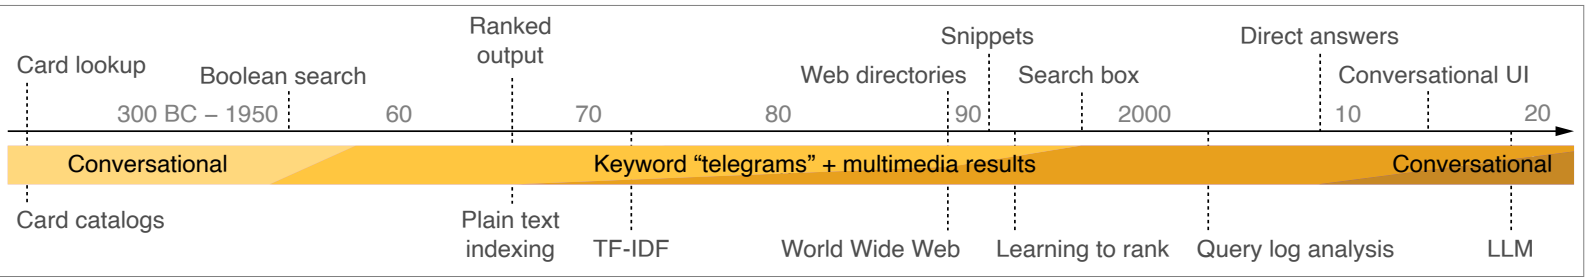 Ranked
output
Snippets
Direct answers
Card lookup
Boolean search
Web directories
Search box
Conversational UI
300 BC – 1950
60
70
80
90
2000
10
20
Conversational
Keyword “telegrams” + multimedia results
Conversational
Card catalogs
Plain text
indexing
TF-IDF
World Wide Web
Learning to rank
Query log analysis
LLM